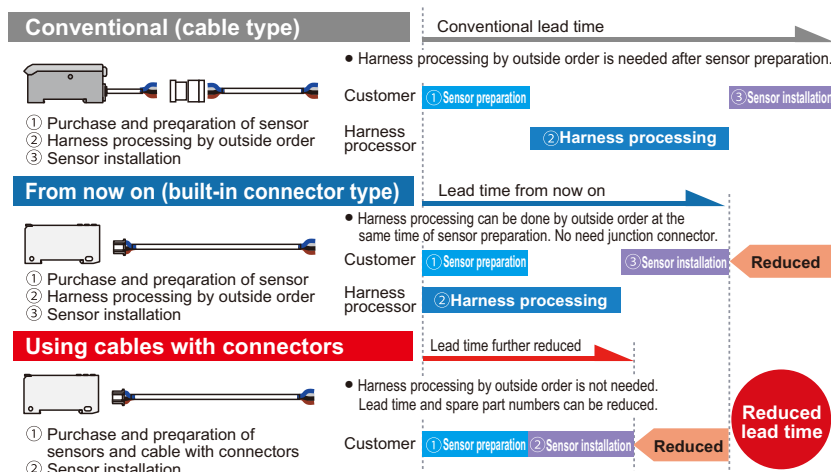 Conventional (cable type)
Conventional lead time
● Harness processing by outside order is needed after sensor preparation.
Customer ①Sensor preparation ③Sensor installation
Harness
processor
②Harness processing
① Purchase and preqaration of sensor
② Harness processing by outside order
③ Sensor installation
From now on (built-in connector type)
Lead time from now on
● Harness processing can be done by outside order at the
same time of sensor preparation. No need junction connector.
Customer ①Sensor preparation ③Sensor installation Reduced
Harness
processor
②Harness processing
① Purchase and preqaration of sensor
② Harness processing by outside order
③ Sensor installation
Using cables with connectors
Lead time further reduced
● Harness processing by outside order is not needed.
Lead time and spare part numbers can be reduced.
Customer ①Sensor preparation ②Sensor installation Reduced
Reduced
lead time
① Purchase and preqaration of
sensors and cable with connectors
② Sensor installation